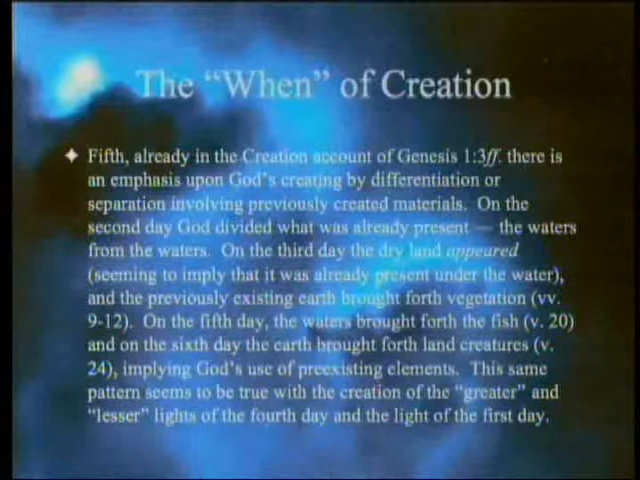 The “When” of Creation
Fifth, already in the Creation account of Genesis 1:3ff. there is
an emphasis upon God’s creating by differentiation or
separation involving previously created materials. On the
second day God divided what was already present — the waters
from the waters. On the third day the dry land appeared
(seeming to imply that it was already present under the water),
and the previously existing earth brought forth vegetation (vv.
9-12). On the fifth day, the waters brought forth the fish (v. 20)
and on the sixth day the earth brought forth land creatures (v.
24), implying God’s use of preexisting elements. This same
pattern seems to be true with the creation of the “greater” and
“lesser” lights of the fourth day and the light of the first day.